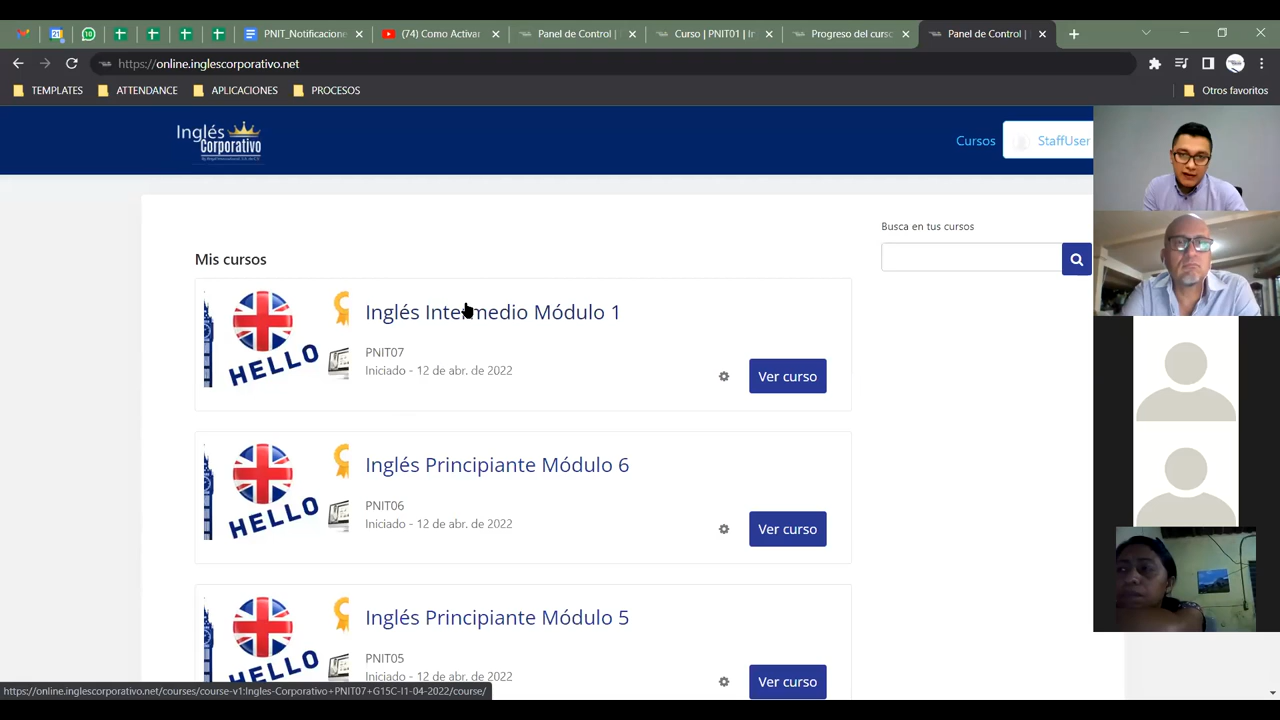 PNIT_Notificacione
(74) Como Activar
Panel de Control |
Curso | PNIT01 | In
Progreso del curso
Panel de Control |
https://online.inglescorporativo.net
TEMPLATES
ATTENDANCE
APLICACIONES
PROCESOS
Otros favoritos
Inglés
Corporativo
Cursos
StaffUser
Busca en tus cursos
Mis cursos
HELLO
Inglés Intermedio Módulo 1
PNIT07
Iniciado - 12 de abr. de 2022
Ver curso
HELLO
Inglés Principiante Módulo 6
PNIT06
Iniciado - 12 de abr. de 2022
Ver curso
HELLO
Inglés Principiante Módulo 5
PNIT05
Iniciado - 12 de abr. de 2022
Ver curso
https://online.inglescorporativo.net/courses/course-v1:Ingles-Corporativo+PNIT07+G15C-I1-04-2022/course/